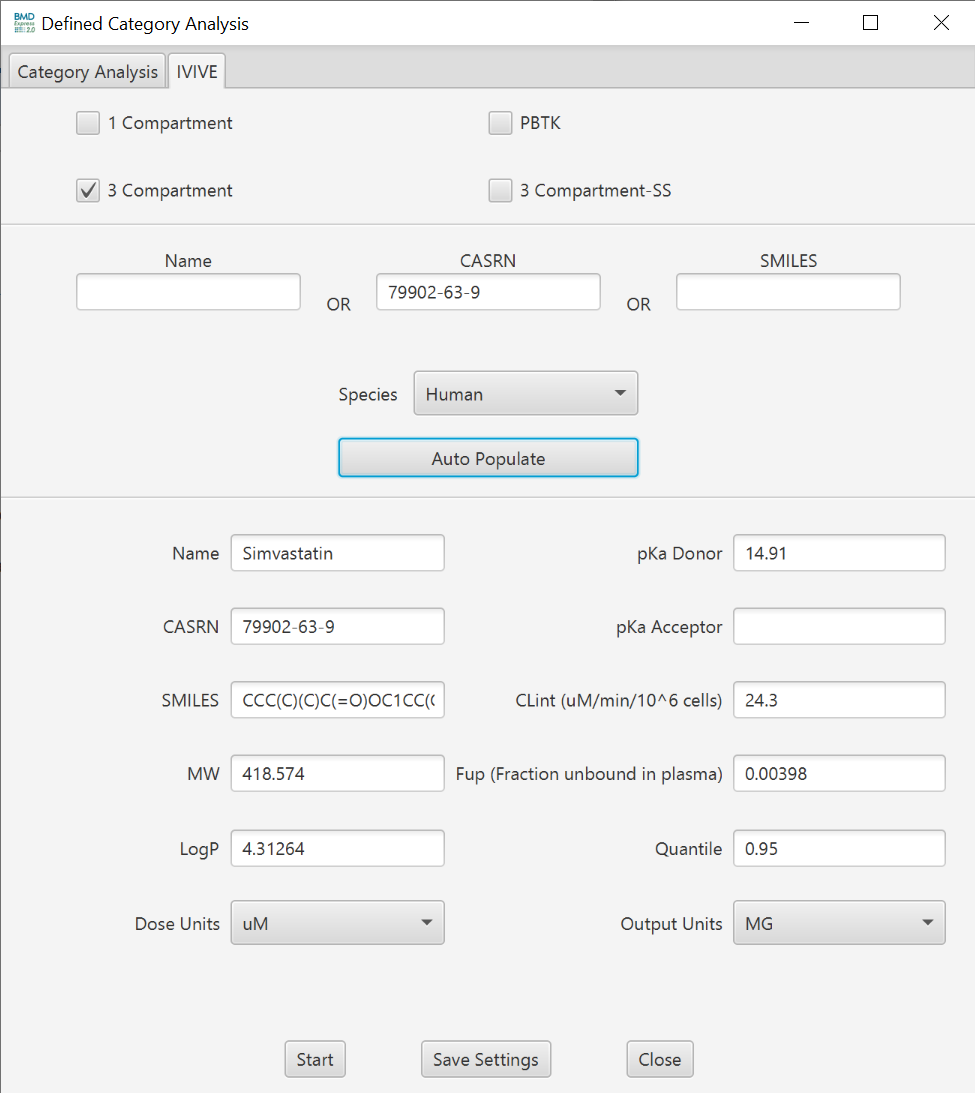 BMD
Express
2.0
Defined Category Analysis
Category Analysis
IVIVE
1 Compartment
PBTK
3 Compartment
3 Compartment-SS
Name
CASRN
SMILES
OR
79902-63-9
OR
Species
Human
Auto Populate
Name
Simvastatin
pKa Donor
14.91
CASRN
79902-63-9
pKa Acceptor
SMILES
CCC(C)(C)C(=O)OC1CC(
CLint (uM/min/10^6 cells)
24.3
MW
418.574
Fup (Fraction unbound in plasma)
0.00398
LogP
4.31264
Quantile
0.95
Dose Units
uM
Output Units
MG
Start
Save Settings
Close